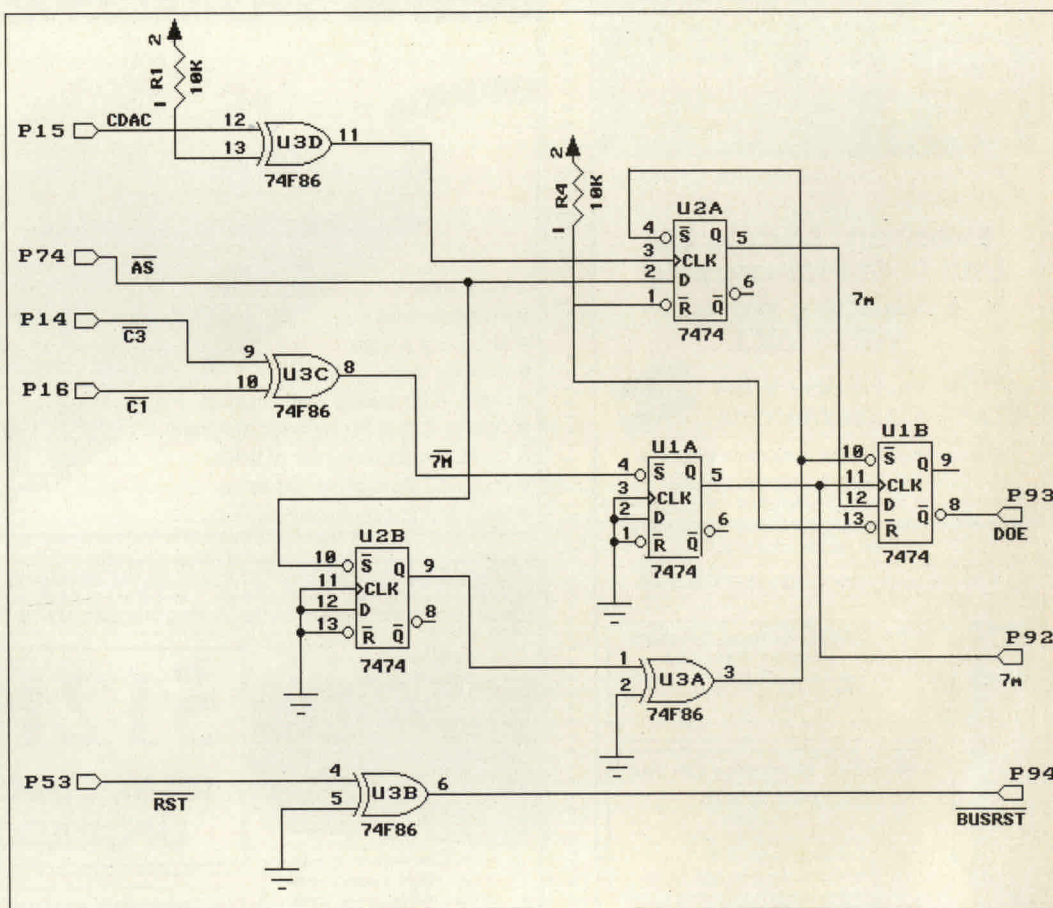 2
R1
10K
1
P15
CDAC
12
13
U3D
11
74F86
2
R4
10K
1
U2A
4
S
Q
5
3
CLK
2
D
6
1
R
Q
7474
7M
P74
AS
P14
C3
9
P16
C1
10
U3C
8
74F86
7M
U1A
4
S
Q
5
3
CLK
2
D
6
1
R
Q
7474
U1B
10
S
Q
9
11
CLK
12
D
8
13
R
Q
7474
P93
DOE
U2B
10
S
Q
9
11
CLK
12
D
8
13
R
Q
7474
1
2
U3A
3
74F86
P92
7M
P53
RST
4
5
U3B
6
74F86
P94
BUSRST